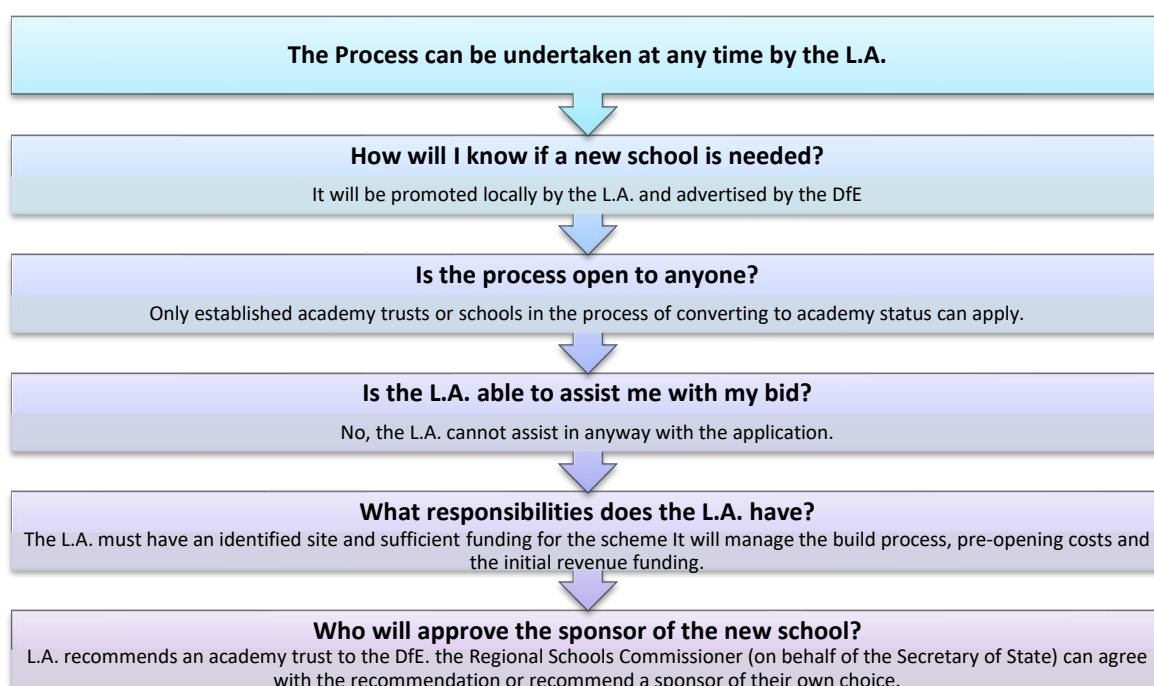 The Process can be undertaken at any time by the L.A.
How will I know if a new school is needed?
It will be promoted locally by the L.A. and advertised by the DfE
Is the process open to anyone?
Only established academy trusts or schools in the process of converting to academy status can apply.
Is the L.A. able to assist me with my bid?
No, the L.A. cannot assist in anyway with the application.
What responsibilities does the L.A. have?
The L.A. must have an identified site and sufficient funding for the scheme It will manage the build process, pre-opening costs and
the initial revenue funding.
Who will approve the sponsor of the new school?
L.A. recommends an academy trust to the DfE. the Regional Schools Commissioner (on behalf of the Secretary of State) can agree
with the recommendation or recommend a sponsor of their own choice.